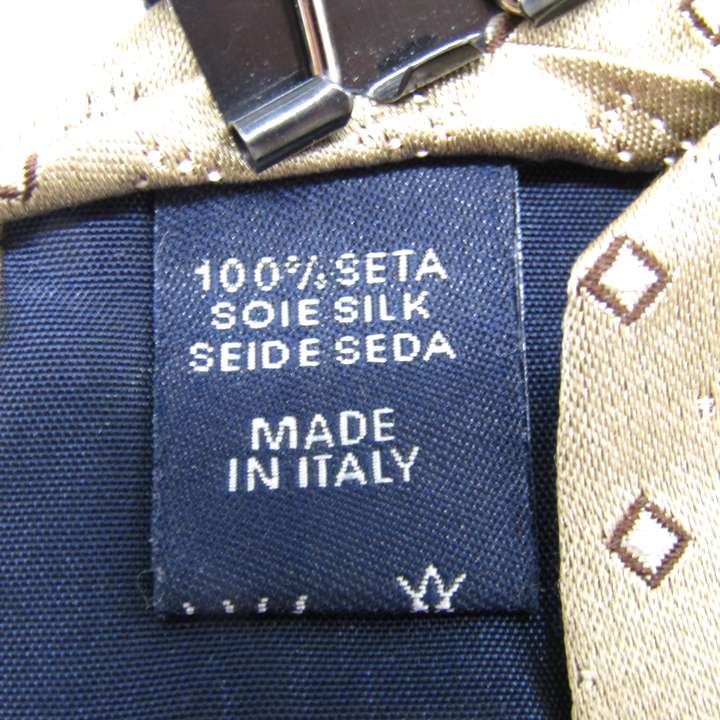 100% SETA
SOIE SILK
SEIDE SEDA
MADE
IN ITALY